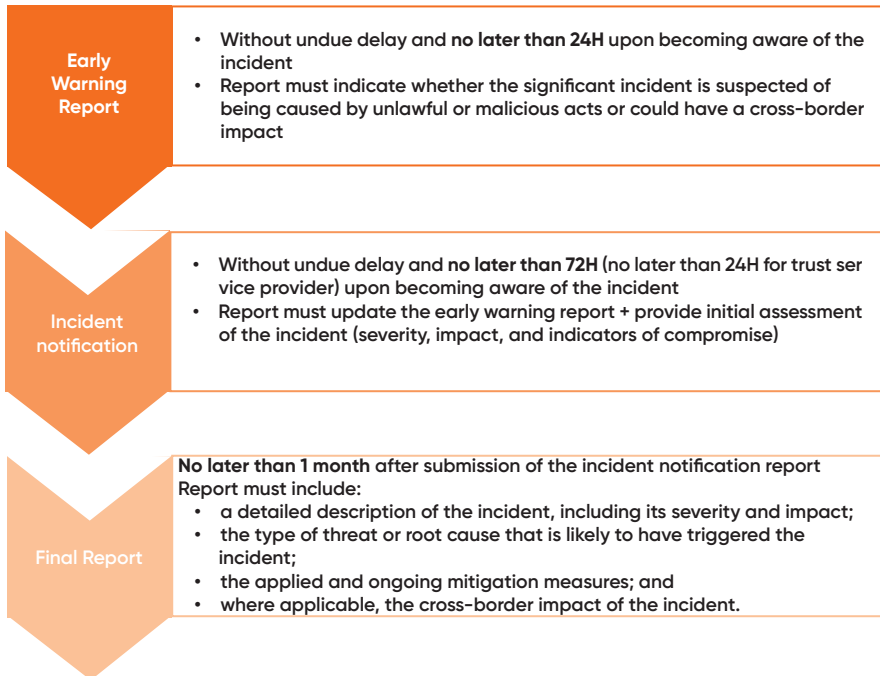 Early
Warning
Report
• Without undue delay and no later than 24H upon becoming aware of the
incident
• Report must indicate whether the significant incident is suspected of
being caused by unlawful or malicious acts or could have a cross-border
impact
Incident
notification
• Without undue delay and no later than 72H (no later than 24H for trust ser
vice provider) upon becoming aware of the incident
• Report must update the early warning report + provide initial assessment
of the incident (severity, impact, and indicators of compromise)
Final Report
No later than 1 month after submission of the incident notification report
Report must include:
• a detailed description of the incident, including its severity and impact;
• the type of threat or root cause that is likely to have triggered the
incident;
• the applied and ongoing mitigation measures; and
• where applicable, the cross-border impact of the incident.